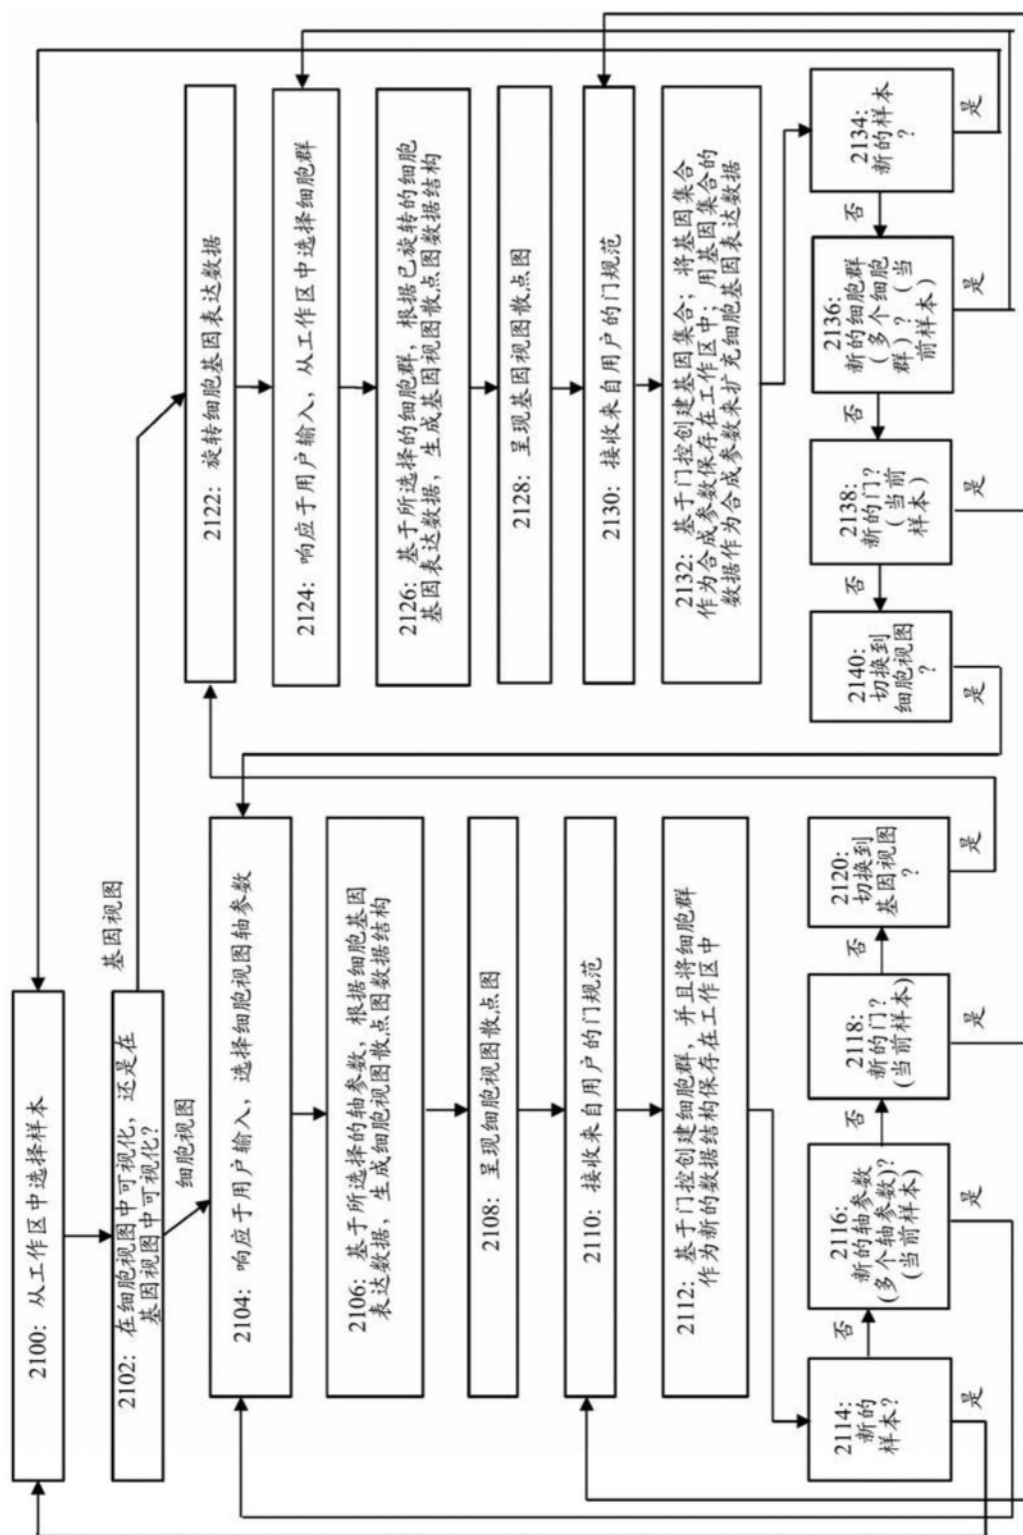 2100: 从工作区中选择样本
2102: 在细胞视图中可视化，还是在
基因视图中可视化?
基因视图
细胞视图
2104: 响应于用户输入，选择细胞视图轴参数
2106: 基于所选择的轴参数，根据细胞基因
表达数据，生成细胞视图散点图数据结构
2108: 呈现细胞视图散点图
2110: 接收来自用户的门规范
2112: 基于门控创建细胞群，并且将细胞群
作为新的数据结构保存在工作区中
2114:
新的
样本?
是
否
2116:
新的轴参数
(多个轴参数)?
(当前样本)
是
否
2118:
新的门?
(当前样本)
是
否
2120:
切换到
基因视图
?
是
2122: 旋转细胞基因表达数据
2124: 响应于用户输入，从工作区中选择细胞群
2126: 基于所选择的细胞群，根据已旋转的细胞
基因表达数据，生成基因视图散点图数据结构
2128: 呈现基因视图散点图
2130: 接收来自用户的门规范
2132: 基于门控创建基因集合; 将基因集合
作为合成参数保存在工作区中; 用基因集合的
数据作为合成参数来扩充细胞基因表达数据
2134:
新的样本
?
是
否
2136:
新的细胞群
(多个细胞
群)? (当
前样本)
是
否
2138:
新的门?
(当前
样本)
是
否
2140:
切换到
细胞视图
?
是